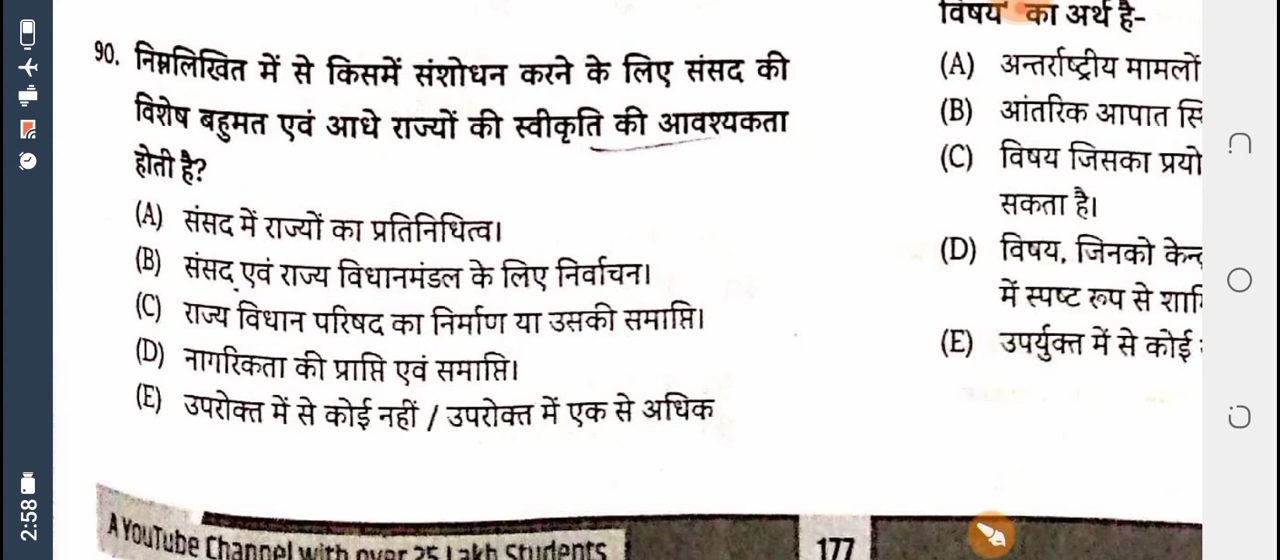 90. निम्नलिखित में से किसमें संशोधन करने के लिए संसद की
विशेष बहुमत एवं आधे राज्यों की स्वीकृति की आवश्यकता
होती है?
(A) संसद में राज्यों का प्रतिनिधित्व।
(B) संसद एवं राज्य विधानमंडल के लिए निर्वाचन।
(C) राज्य विधान परिषद का निर्माण या उसकी समाप्ति।
(D) नागरिकता की प्राप्ति एवं समाप्ति।
(E) उपरोक्त में से कोई नहीं / उपरोक्त में एक से अधिक
विषय' का अर्थ है-
(A) अन्तर्राष्ट्रीय मामलों
(B) आंतरिक आपात
(C) विषय जिसका
सकता है।
(D) विषय, जिनको
में स्पष्ट रूप से
(E) उपर्युक्त में से कोई
A YouTube Channel with over 25 Lakh Students
177
2:58